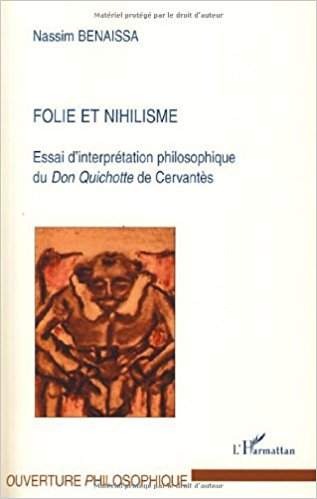 Matériel protégé par le droit d'auteur
Nassim BENAISSA
FOLIE ET NIHILISME
Essai d'interprétation philosophique
du Don Quichotte de Cervantès
L'Harmattan
OUVERTURE PHILOSOPHIQUE
Matériel protégé par le droit d'auteur